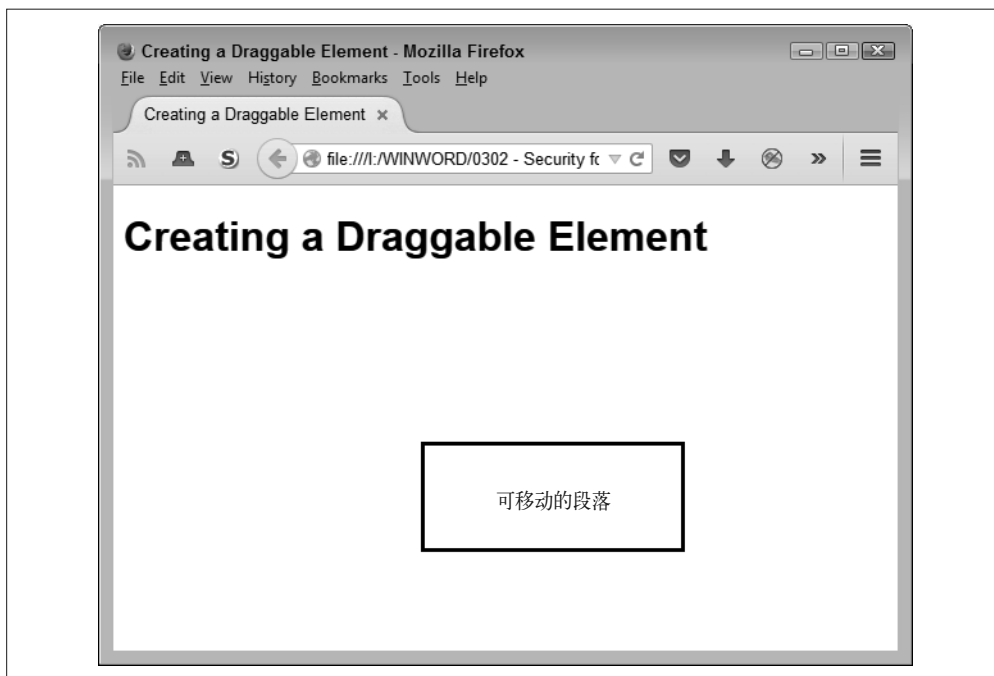 Creating a Draggable Element - Mozilla Firefox
File Edit View History Bookmarks Tools Help
Creating a Draggable Element ×
S file:///I:/WINWORD/0302 - Security fc
Creating a Draggable Element
可移动的段落